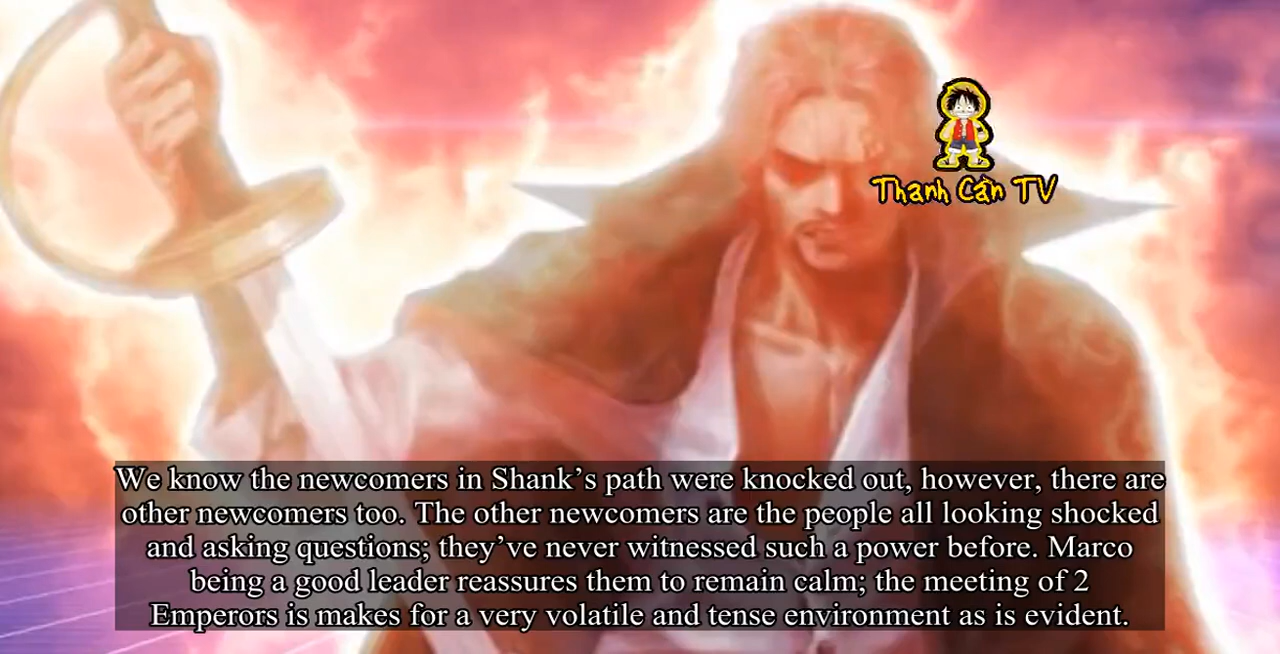 Thanh Càn TV
We know the newcomers in Shank's path were knocked out, however, there are
other newcomers too. The other newcomers are the people all looking shocked
and asking questions; they've never witnessed such a power before. Marco
being a good leader reassures them to remain calm; the meeting of 2
Emperors is makes for a very volatile and tense environment as is evident.